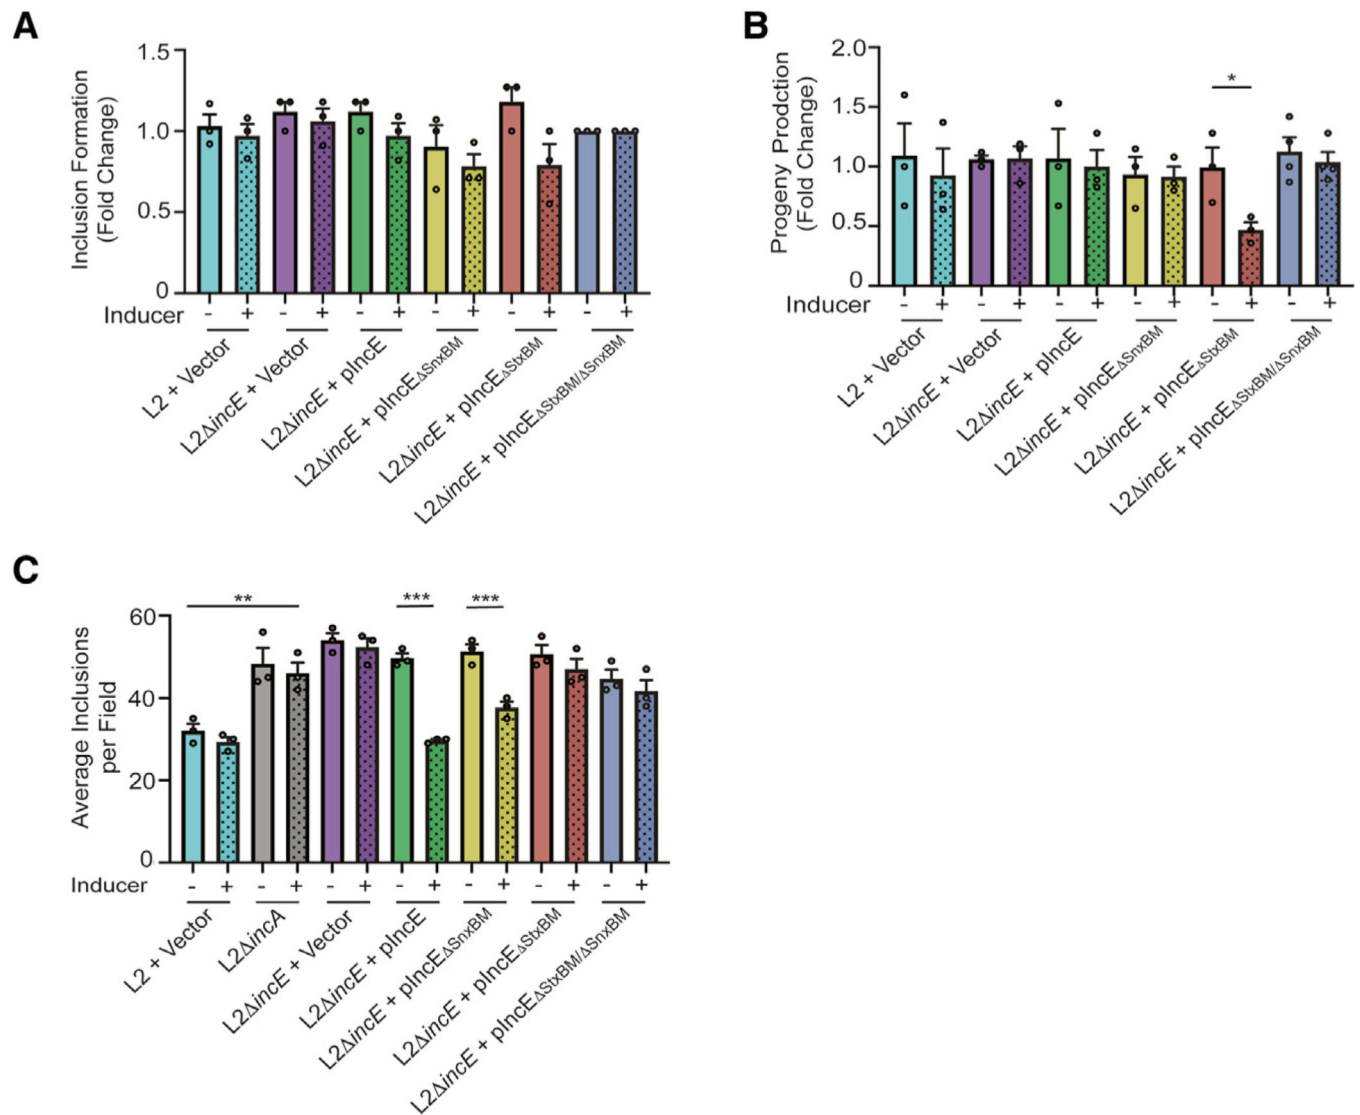 A
Inclusion Formation
(Fold Change)
1.5
1.0
0.5
0
Inducer - + - + - + - + - + - +
L2 + Vector
L2ΔincE + Vector
L2ΔincE + pIncE
L2ΔincE + pIncEΔSnxBM
L2ΔincE + pIncEΔStxBM
L2ΔincE + pIncEΔStxBM/ΔSnxBM
B
Progeny Prodction
(Fold Change)
2.0
1.5
1.0
0.5
0
*
Inducer - + - + - + - + - + - +
L2 + Vector
L2ΔincE + Vector
L2ΔincE + pIncE
L2ΔincE + pIncEΔSnxBM
L2ΔincE + pIncEΔStxBM
L2ΔincE + pIncEΔStxBM/ΔSnxBM
C
Average Inclusions
per Field
60
40
20
0
** *** ***
Inducer - + - + - + - + - + - + - +
L2 + Vector
L2ΔincA
L2ΔincE + Vector
L2ΔincE + pIncE
L2ΔincE + pIncEΔSnxBM
L2ΔincE + pIncEΔStxBM
L2ΔincE + pIncEΔStxBM/ΔSnxBM